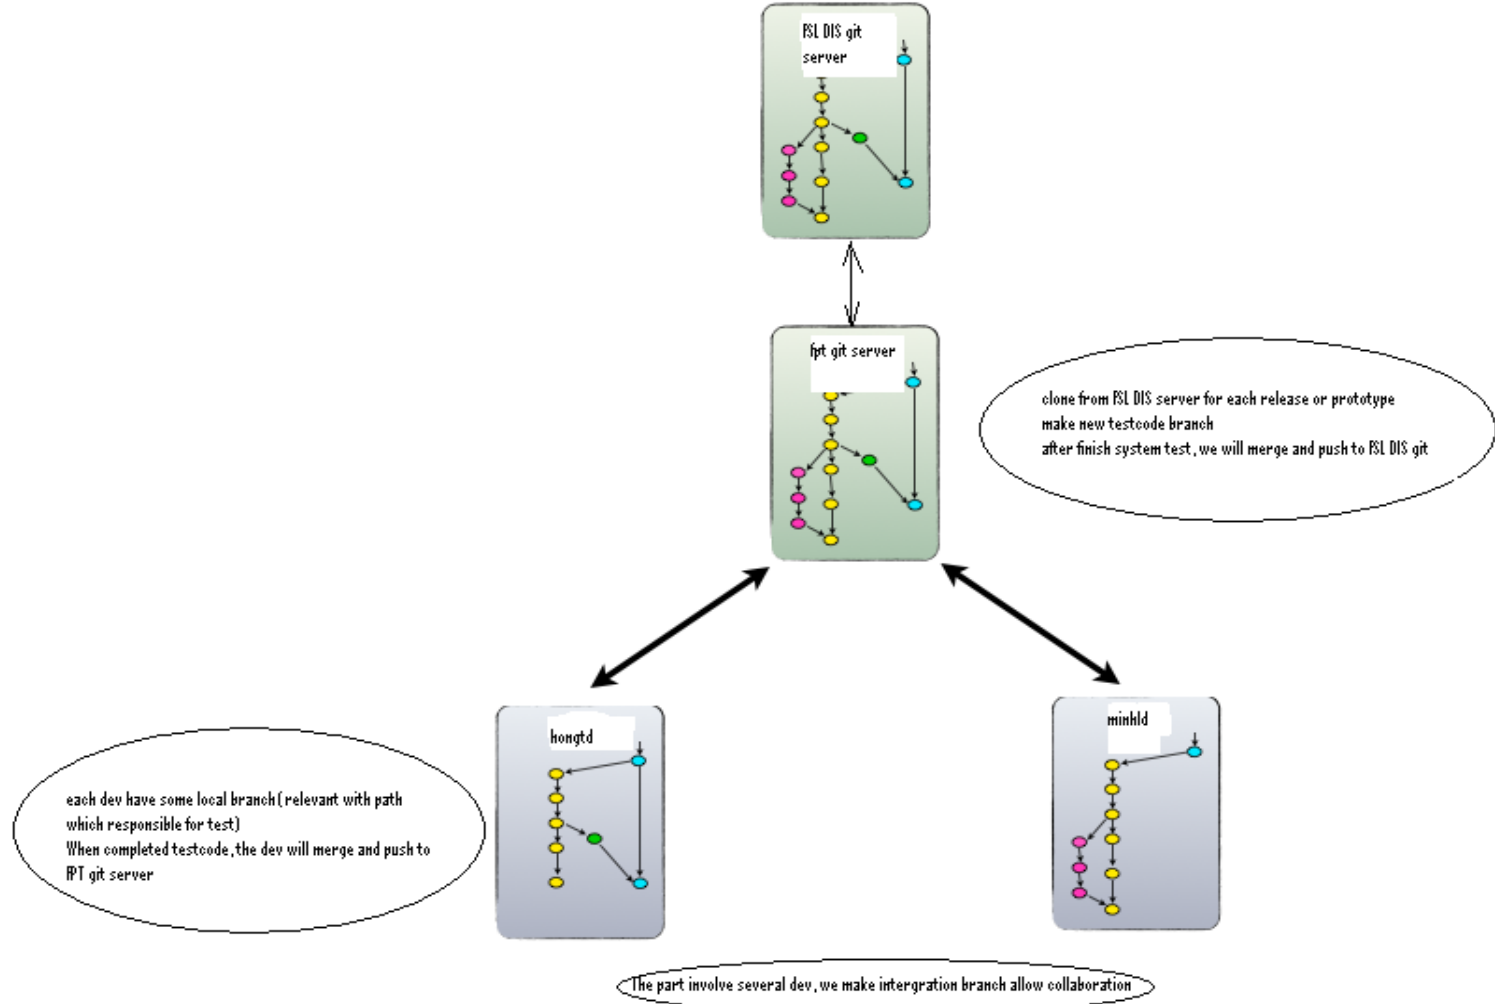 PSL DIS git
server
fpt git server
clone from PSL DIS server for each release or prototype
make new testcode branch
after finish system test, we will merge and push to PSL DIS git
hongtd
minhld
each dev have some local branch( relevant with path
which responsible for test)
When completed testcode, the dev will merge and push to
FPT git server
The part involve several dev, we make intergration branch allow collaboration